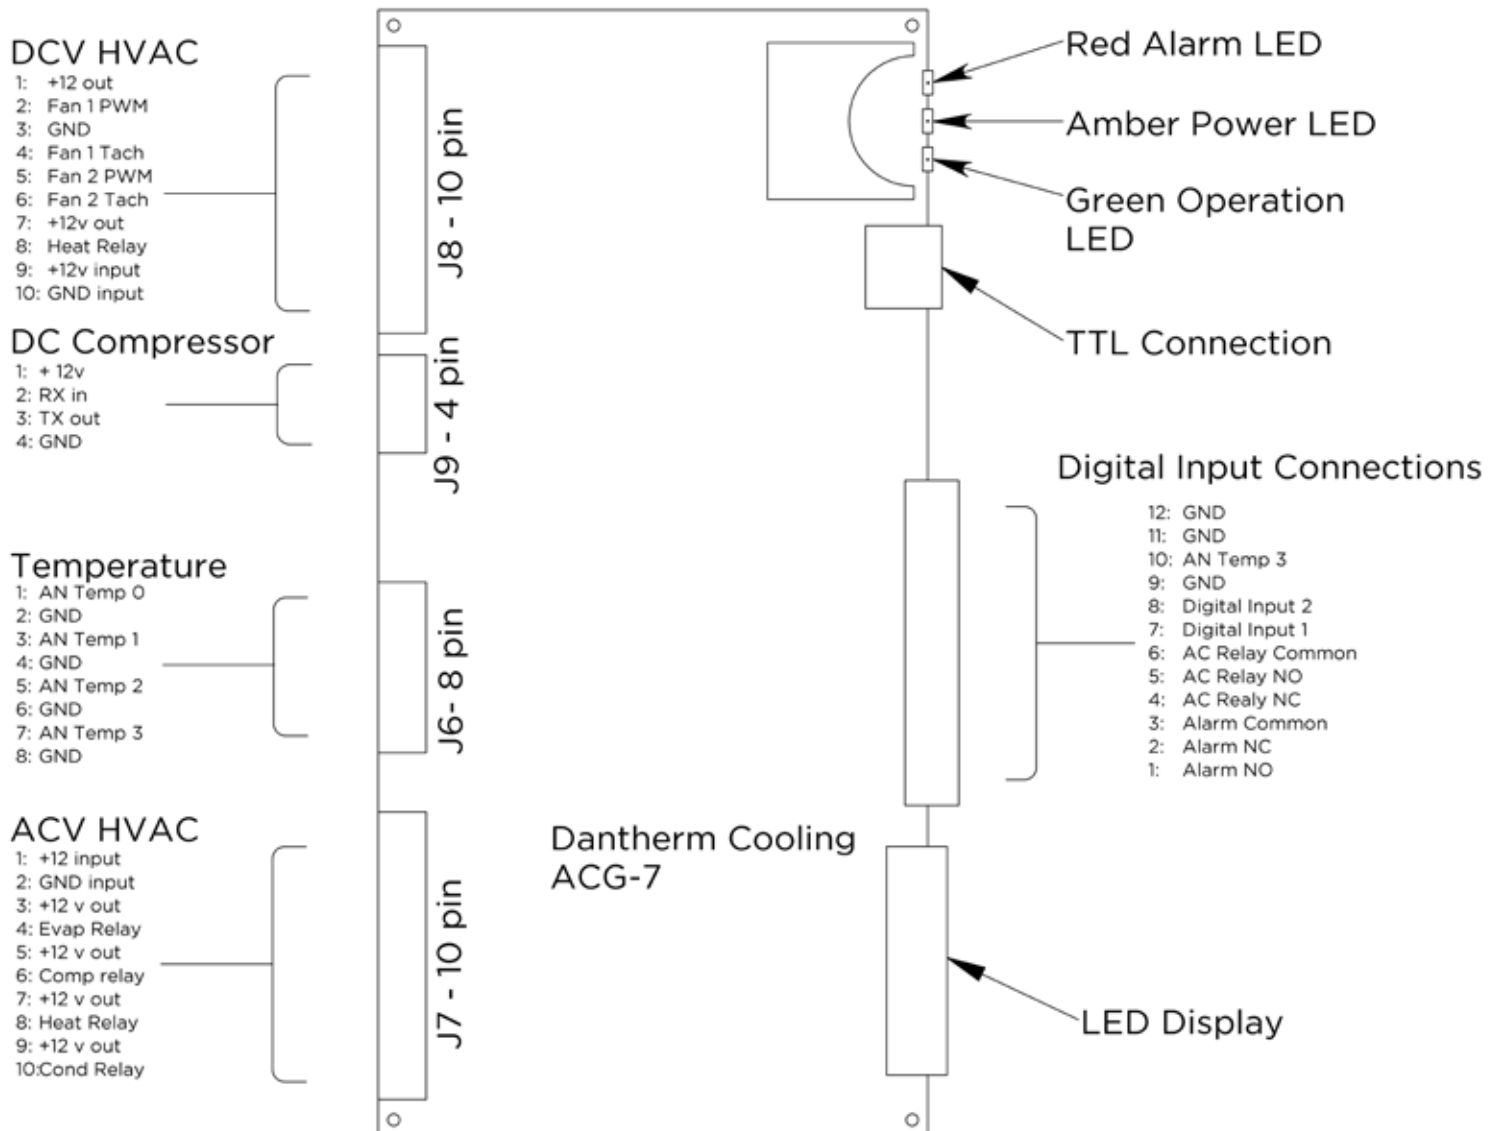 DCV HVAC
1: +12 out
2: Fan 1 PWM
3: GND
4: Fan 1 Tach
5: Fan 2 PWM
6: Fan 2 Tach
7: +12v out
8: Heat Relay
9: +12v input
10: GND input
J8 - 10 pin
DC Compressor
1: + 12v
2: RX in
3: TX out
4: GND
J9 - 4 pin
Temperature
1: AN Temp 0
2: GND
3: AN Temp 1
4: GND
5: AN Temp 2
6: GND
7: AN Temp 3
8: GND
J6- 8 pin
ACV HVAC
1: +12 input
2: GND input
3: +12 v out
4: Evap Relay
5: +12 v out
6: Comp relay
7: +12 v out
8: Heat Relay
9: +12 v out
10:Cond Relay
J7 - 10 pin
Dantherm Cooling
ACG-7
Red Alarm LED
Amber Power LED
Green Operation
LED
TTL Connection
Digital Input Connections
12: GND
11: GND
10: AN Temp 3
9: GND
8: Digital Input 2
7: Digital Input 1
6: AC Relay Common
5: AC Relay NO
4: AC Realy NC
3: Alarm Common
2: Alarm NC
1: Alarm NO
LED Display